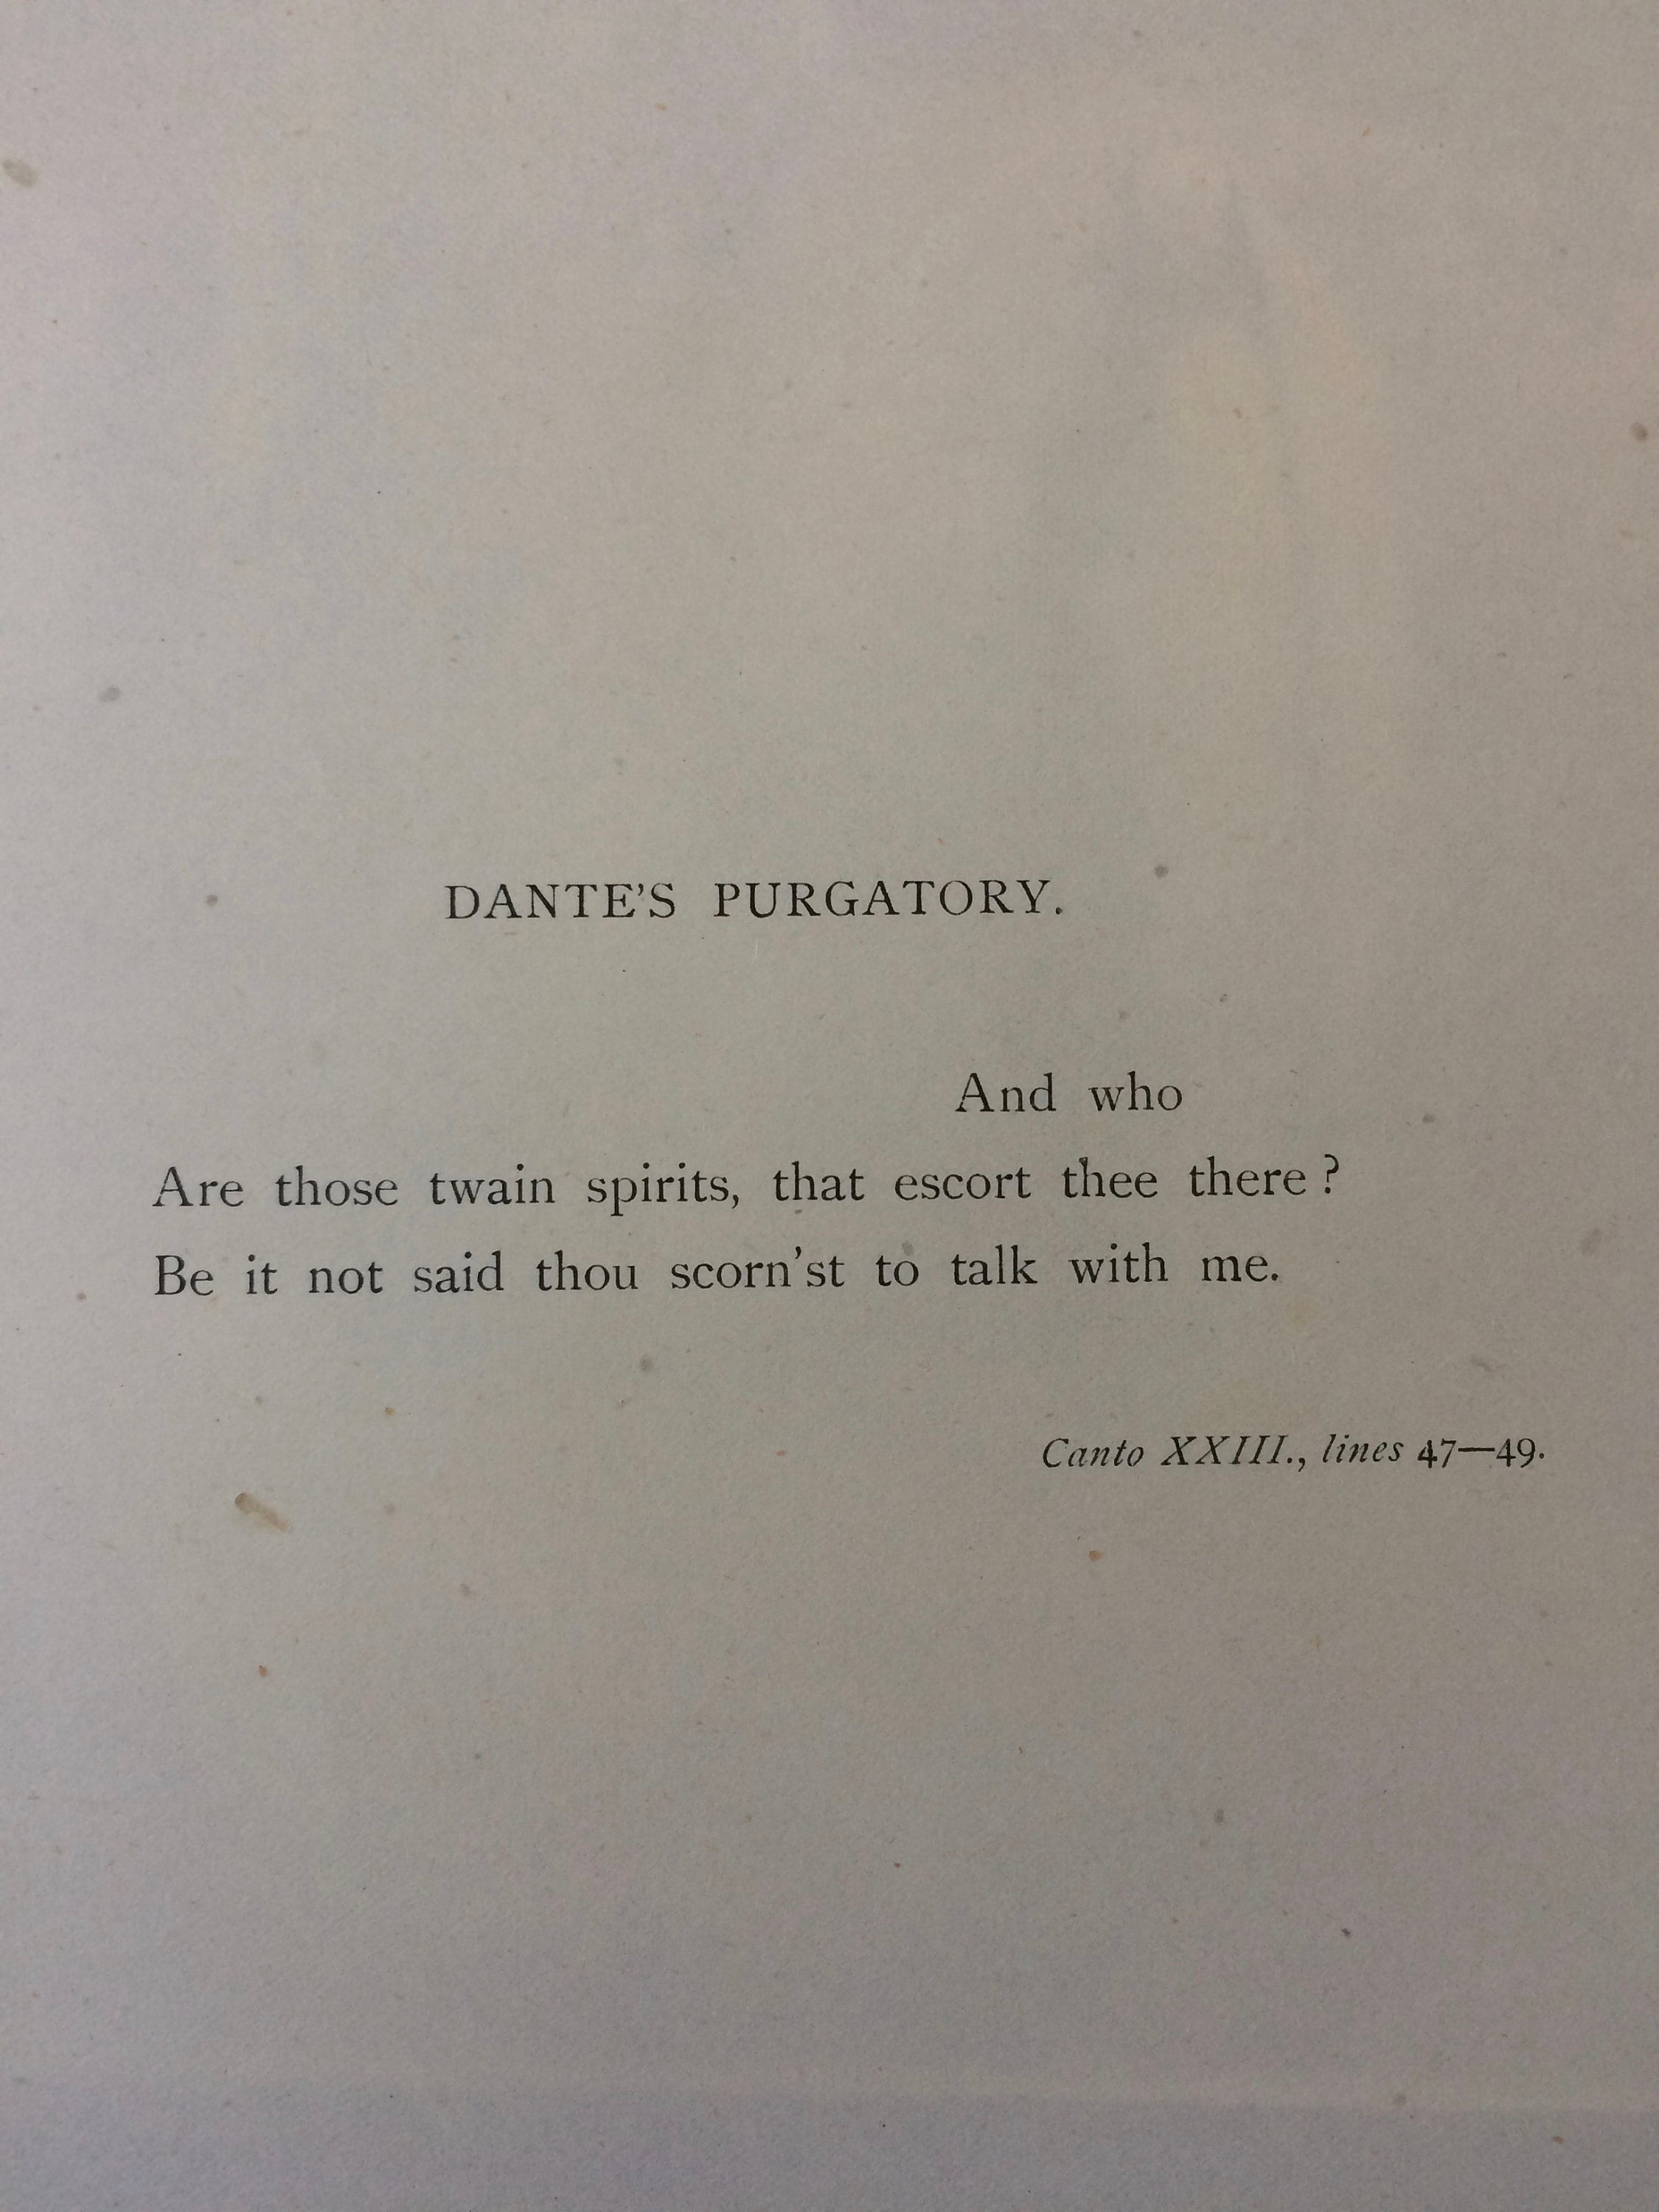 DANTE'S PURGATORY.
And who
Are those twain spirits, that escort thee there?
Be it not said thou scorn'st to talk with me.
Canto XXIII., lines 47—49.